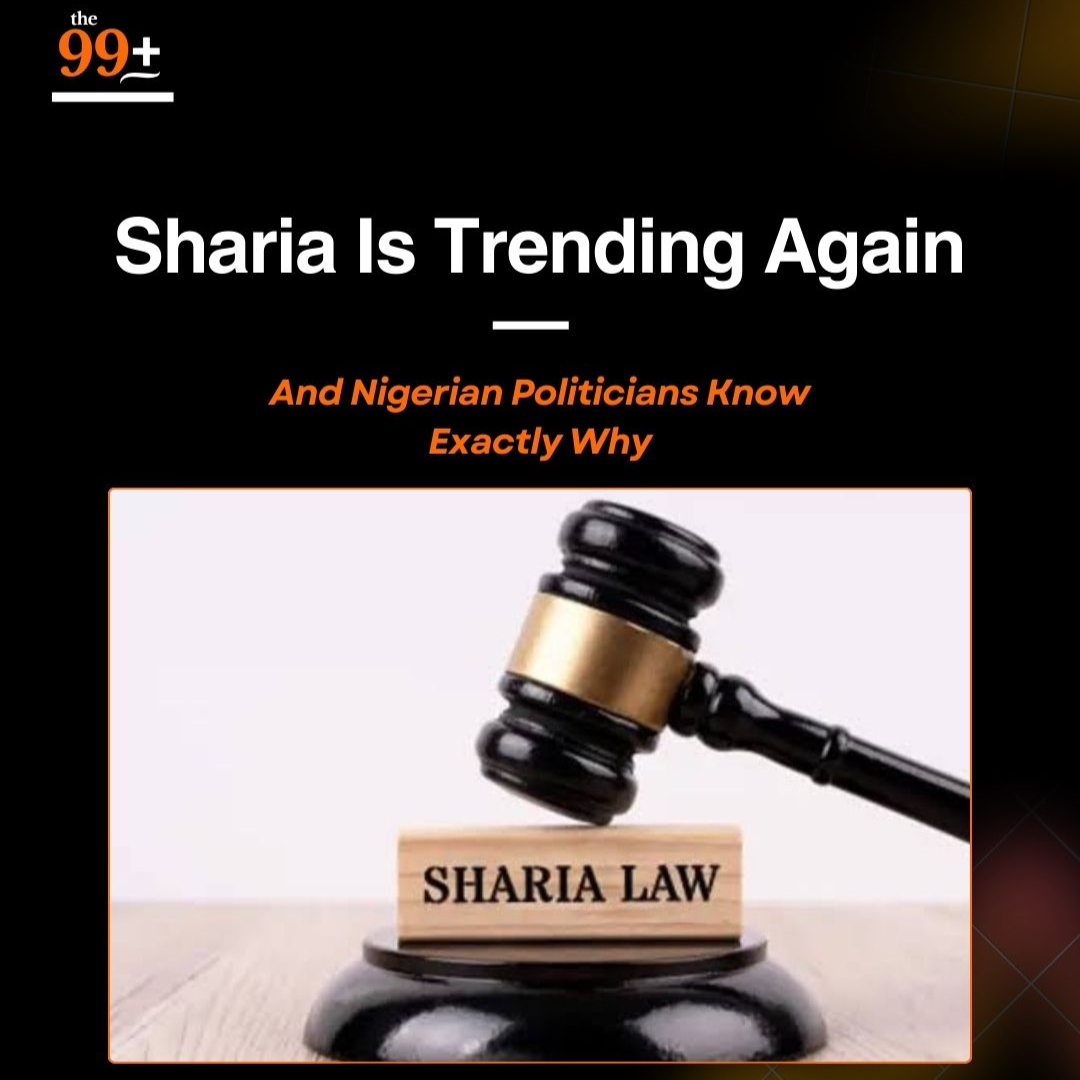 the
99+
Sharia Is Trending Again
And Nigerian Politicians Know
Exactly Why
SHARIA LAW